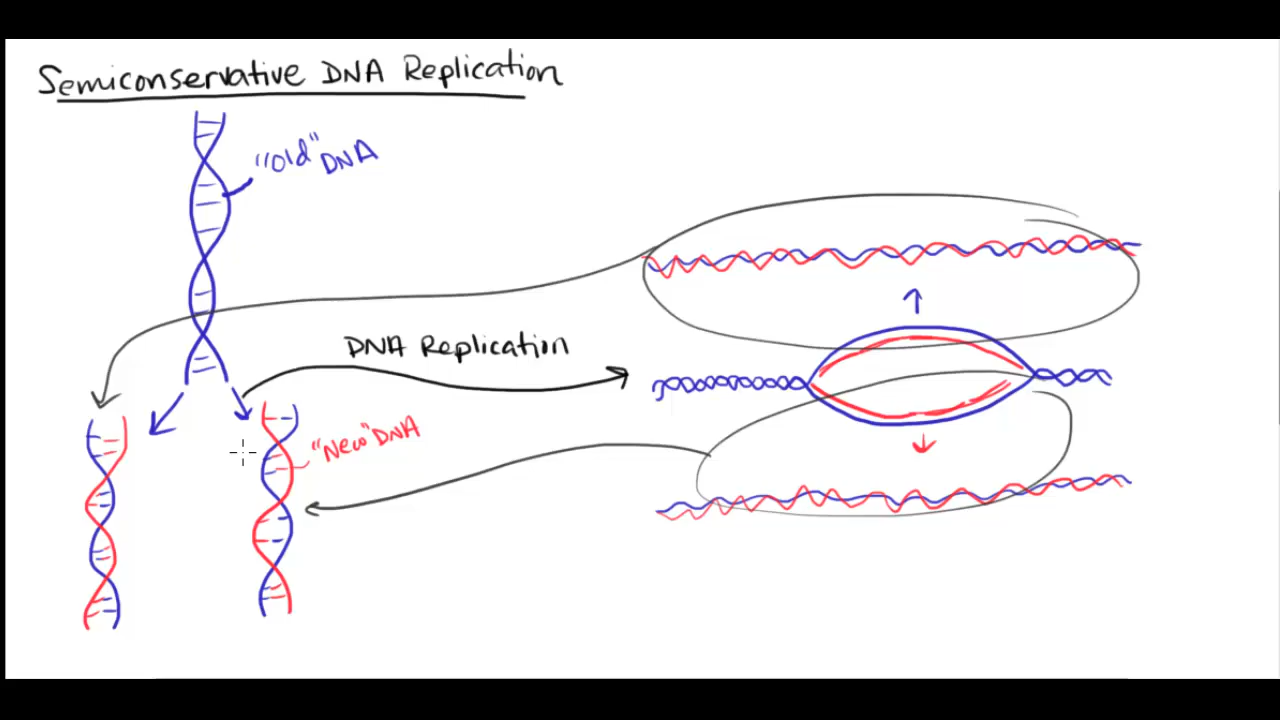 Semiconservative DNA Replication
"Old" DNA
DNA Replication
"New" DNA